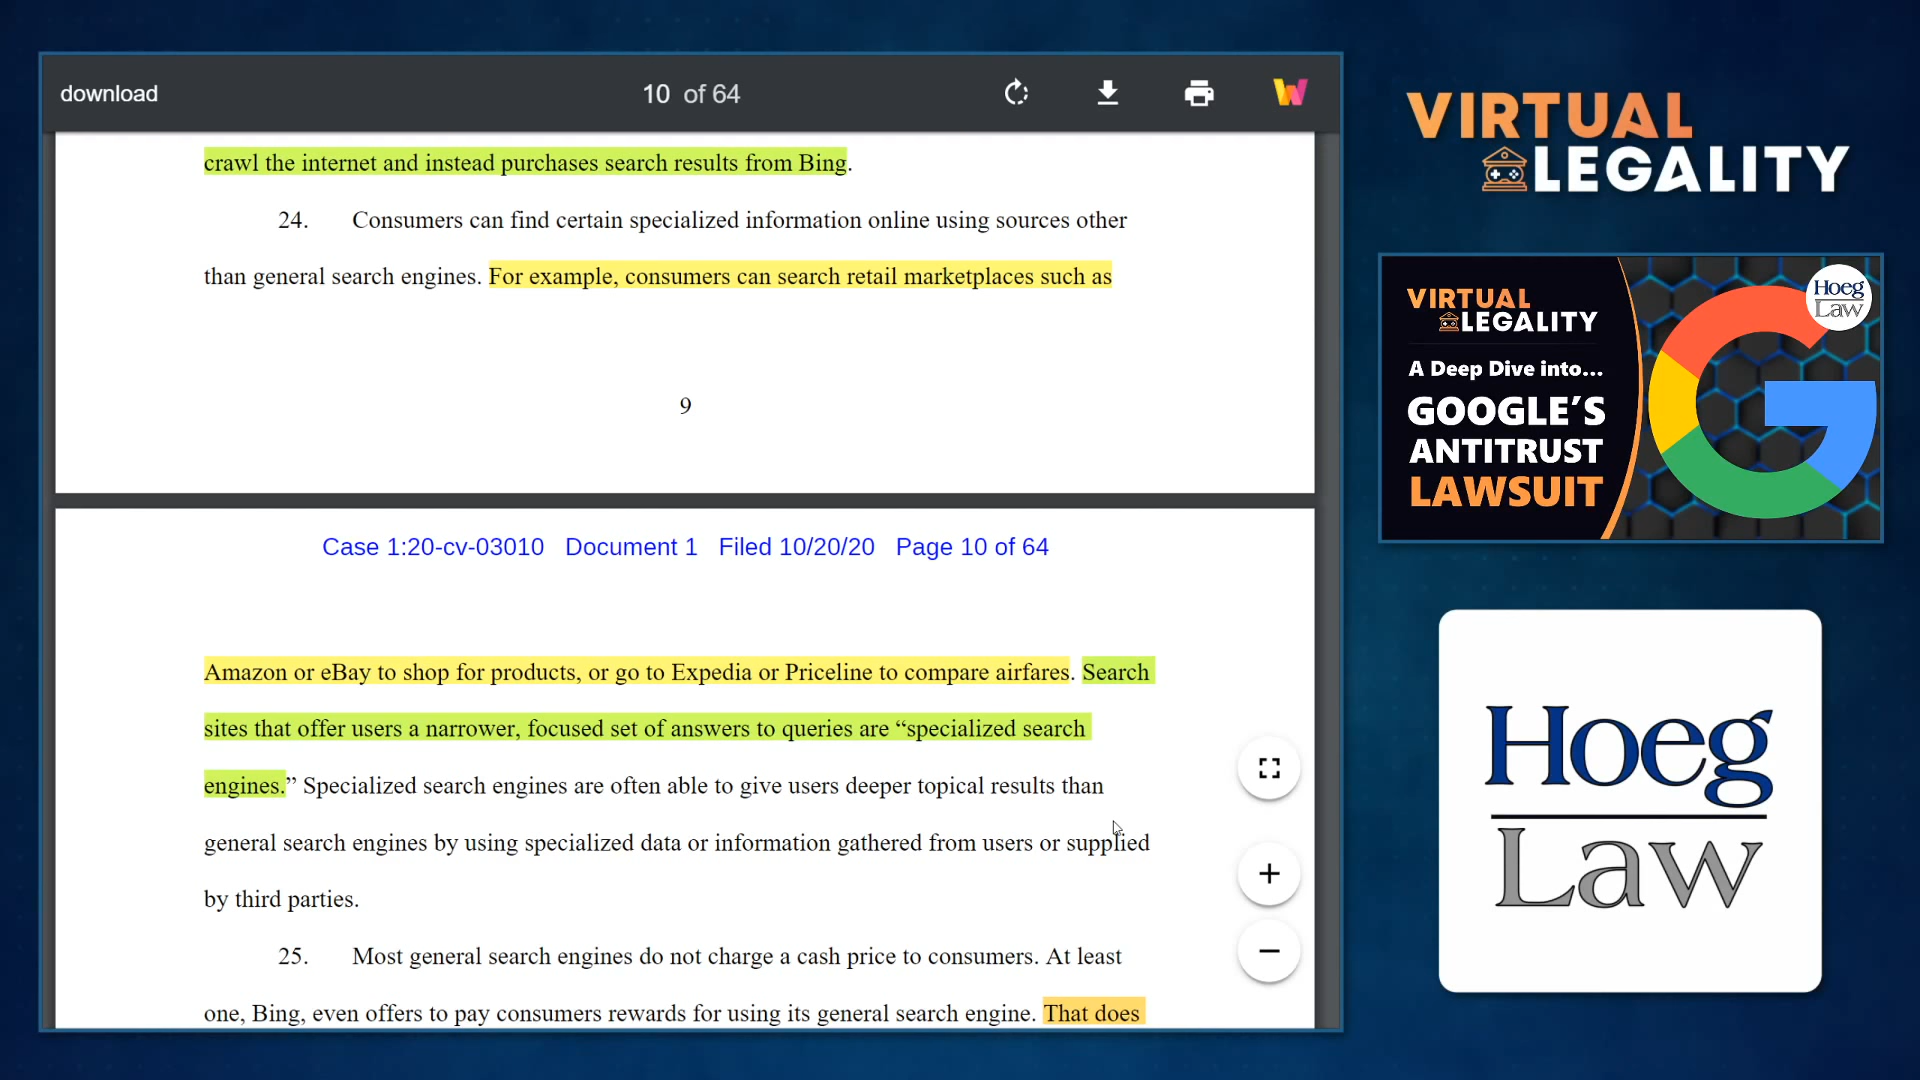 download
10 of 64
crawl the internet and instead purchases search results from Bing.
24. Consumers can find certain specialized information online using sources other
than general search engines. For example, consumers can search retail marketplaces such as
9
Case 1:20-cv-03010 Document 1 Filed 10/20/20 Page 10 of 64
Amazon or eBay to shop for products, or go to Expedia or Priceline to compare airfares. Search
sites that offer users a narrower, focused set of answers to queries are “specialized search
engines.” Specialized search engines are often able to give users deeper topical results than
general search engines by using specialized data or information gathered from users or supplied
by third parties.
25. Most general search engines do not charge a cash price to consumers. At least
one, Bing, even offers to pay consumers rewards for using its general search engine. That does
VIRTUAL
LEGALITY
VIRTUAL
LEGALITY
A Deep Dive into...
GOOGLE'S
ANTITRUST
LAWSUIT
Hoeg
Law
Hoeg
Law